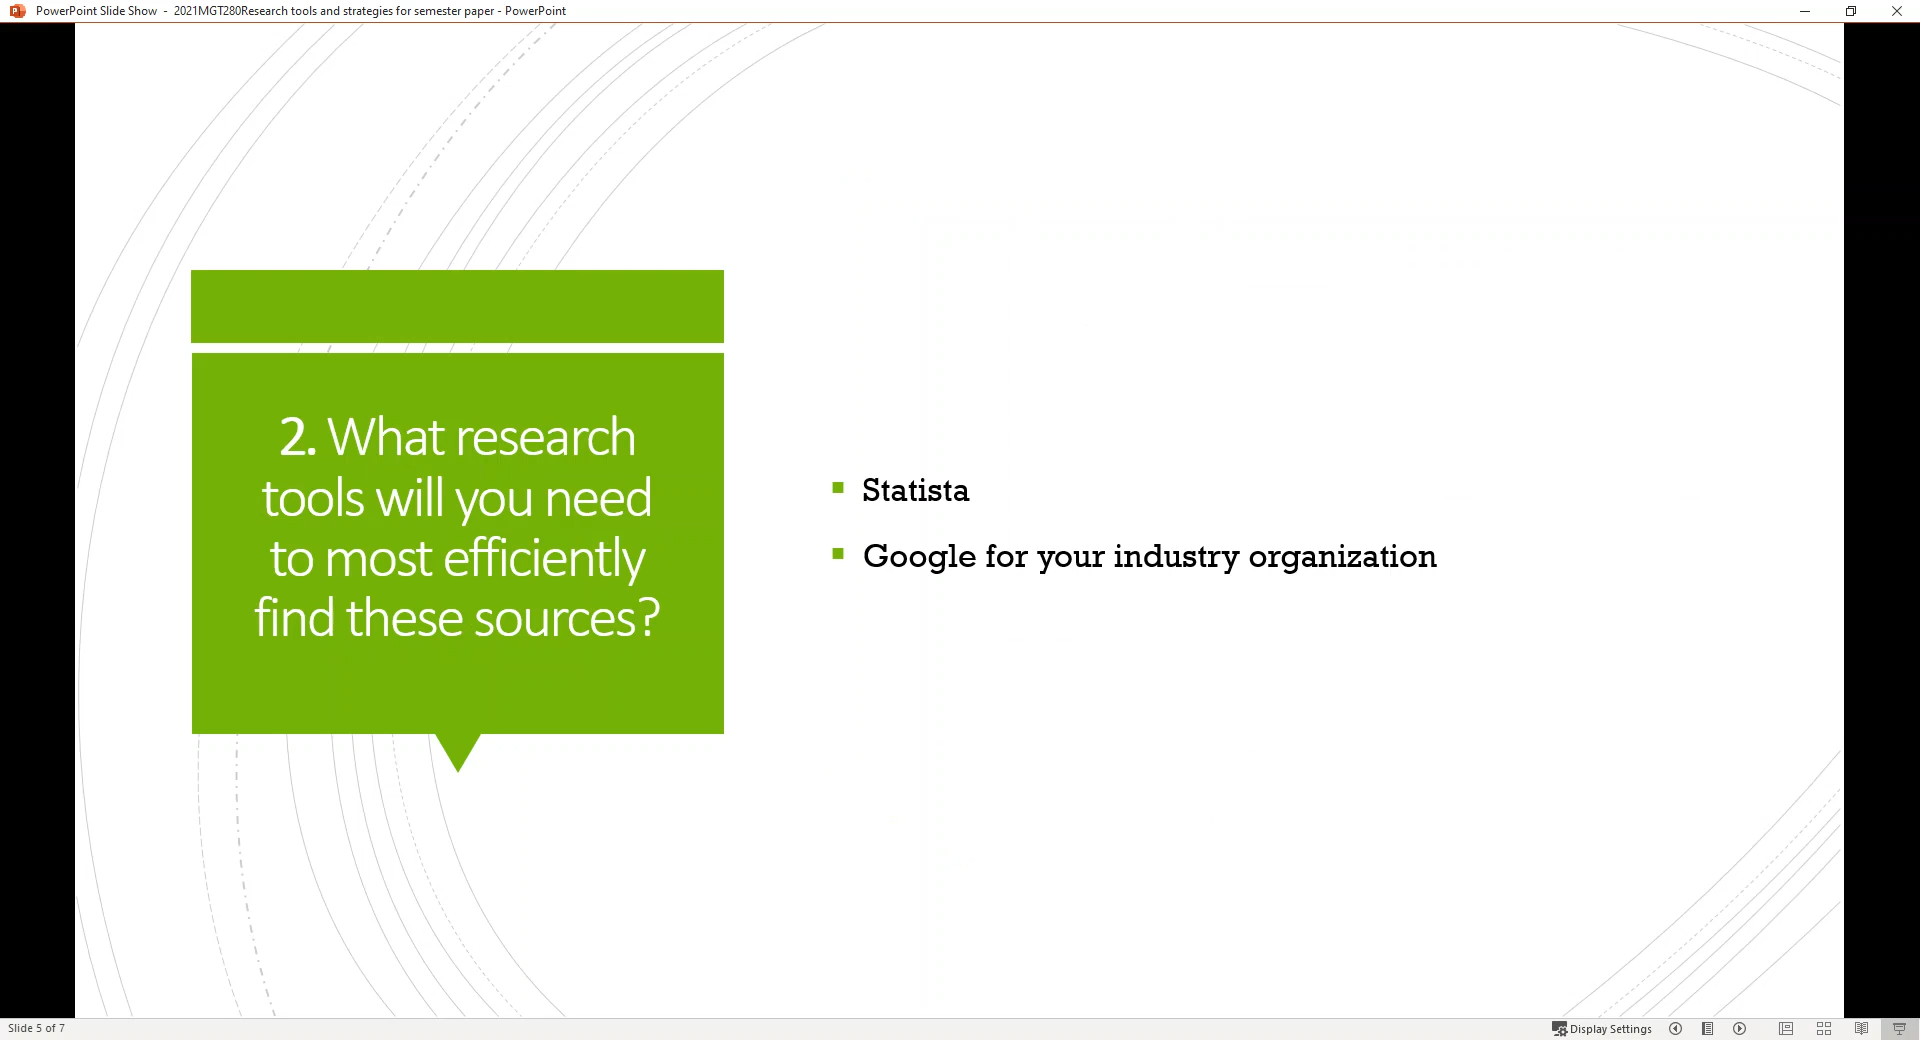 PowerPoint Slide Show - 2021MGT280Research tools and strategies for semester paper - PowerPoint
2. What research
tools will you need
to most efficiently
find these sources?
Statista
Google for your industry organization
Slide 5 of 7
Display Settings